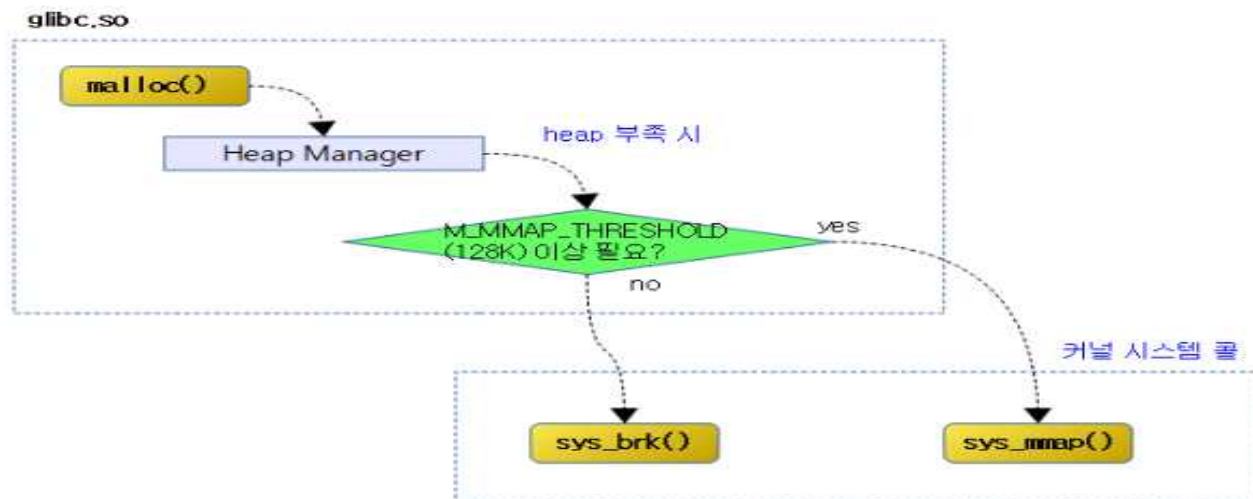 glibc.so
malloc()
Heap Manager
heap 부족 시
M_MMAP_THRESHOLD
(128K) 이상 필요?
yes
no
커널 시스템 콜
sys_brk()
sys_mmap()